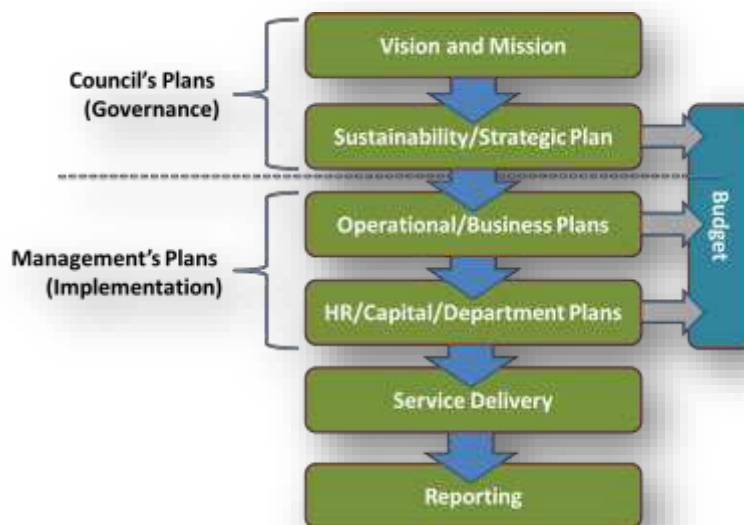 Vision and Mission
Council's Plans
(Governance)
Sustainability/Strategic Plan
Operational/Business Plans
Management's Plans
(Implementation)
HR/Capital/Department Plans
Budget
Service Delivery
Reporting